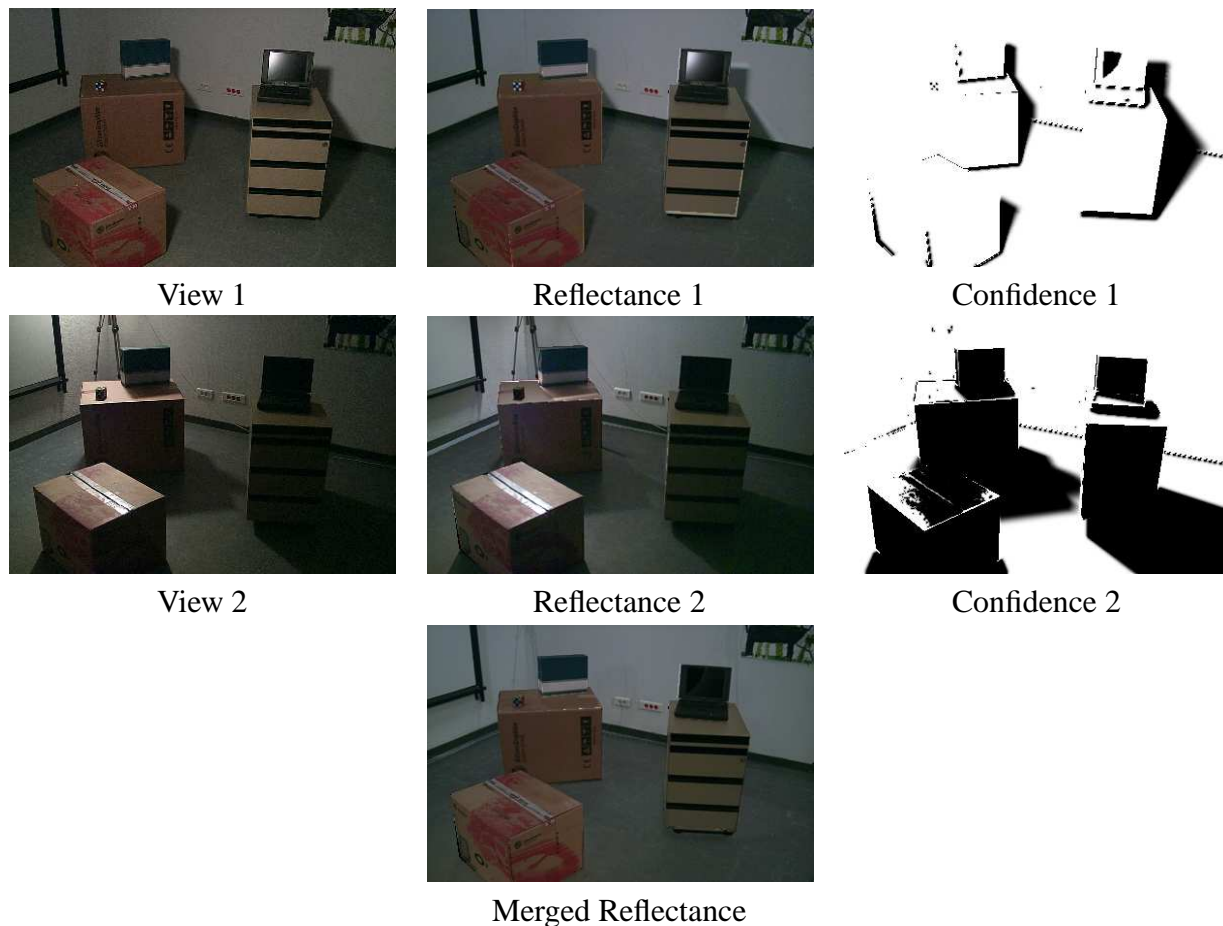 View 1
Reflectance 1
Confidence 1
View 2
Reflectance 2
Confidence 2
Merged Reflectance